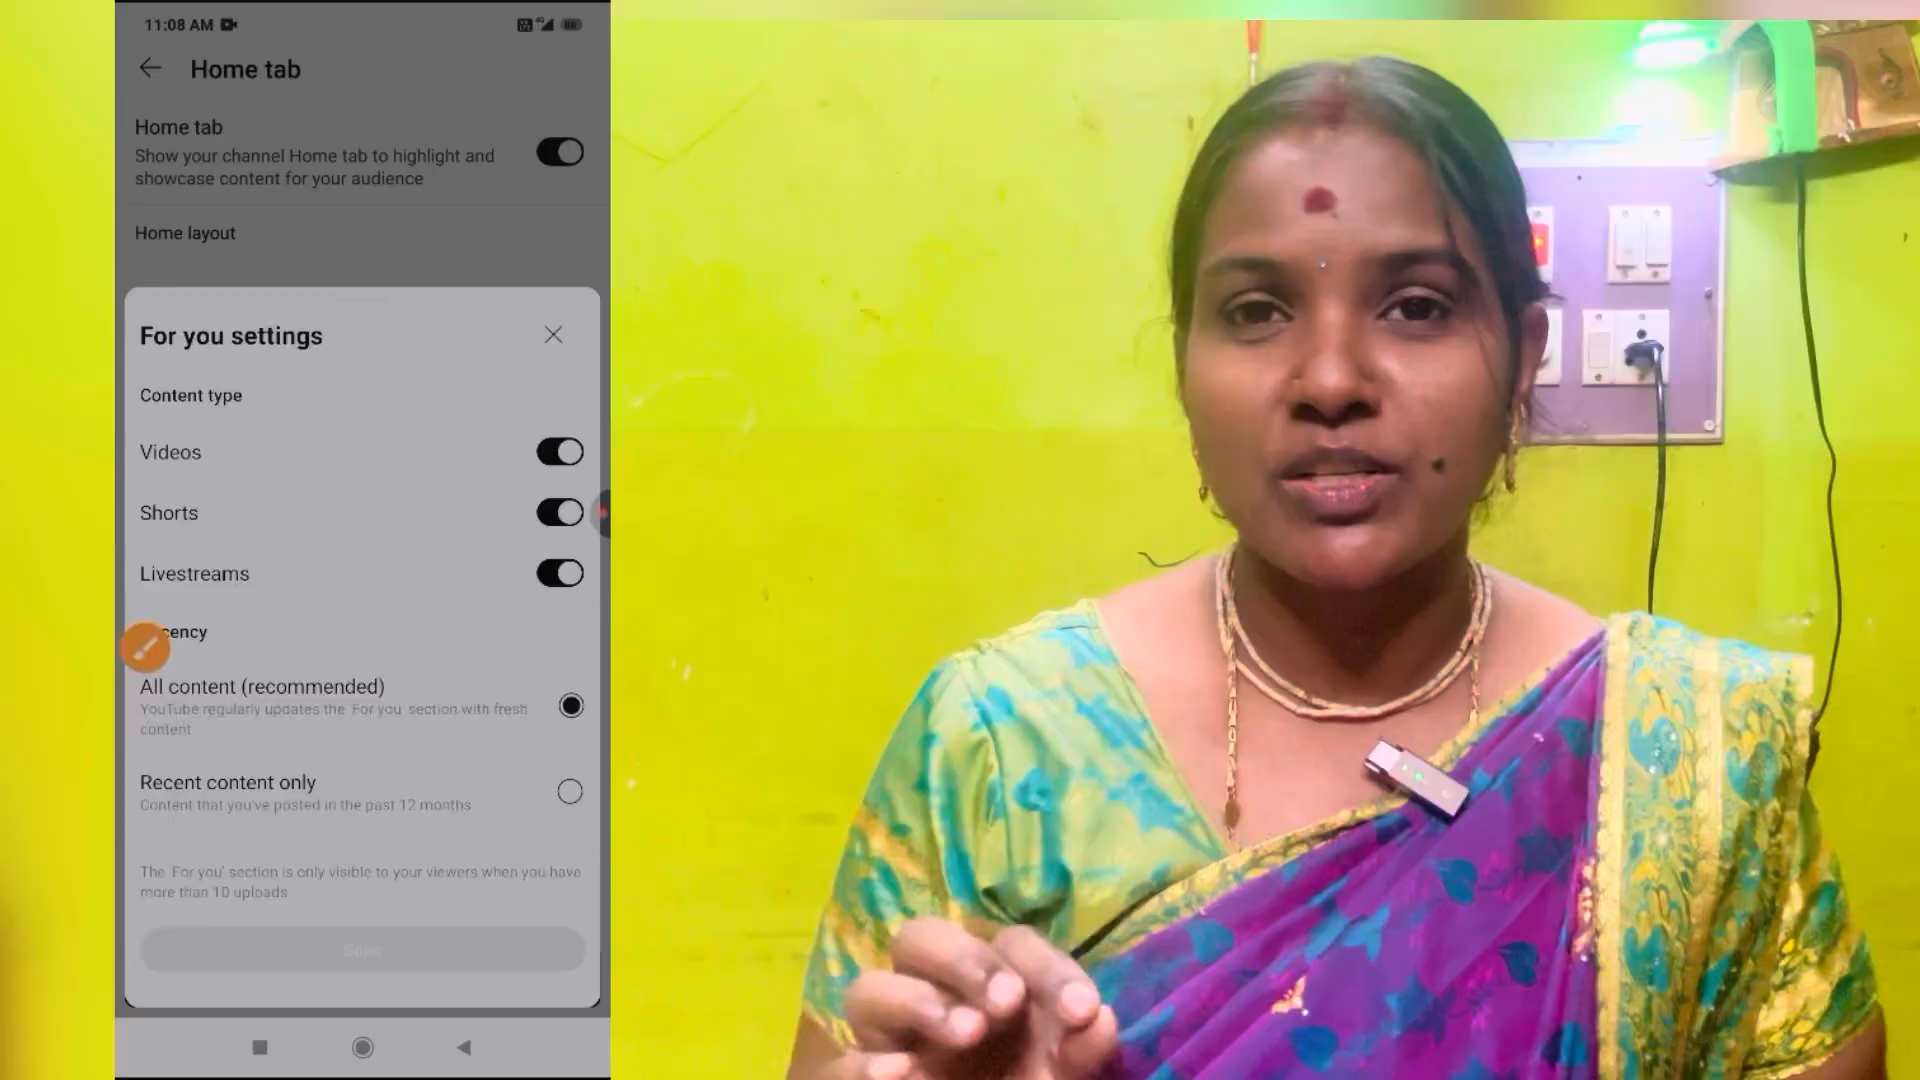 11:08 AM
Home tab
Home tab
Show your channel Home tab to highlight and
showcase content for your audience
Home layout
For you settings
Content type
Videos
Shorts
Livestreams
cency
All content (recommended)
YouTube regularly updates the 'For you' section with fresh
content
Recent content only
Content that you've posted in the past 12 months
The 'For you' section is only visible to your viewers when you have
more than 10 uploads
Save